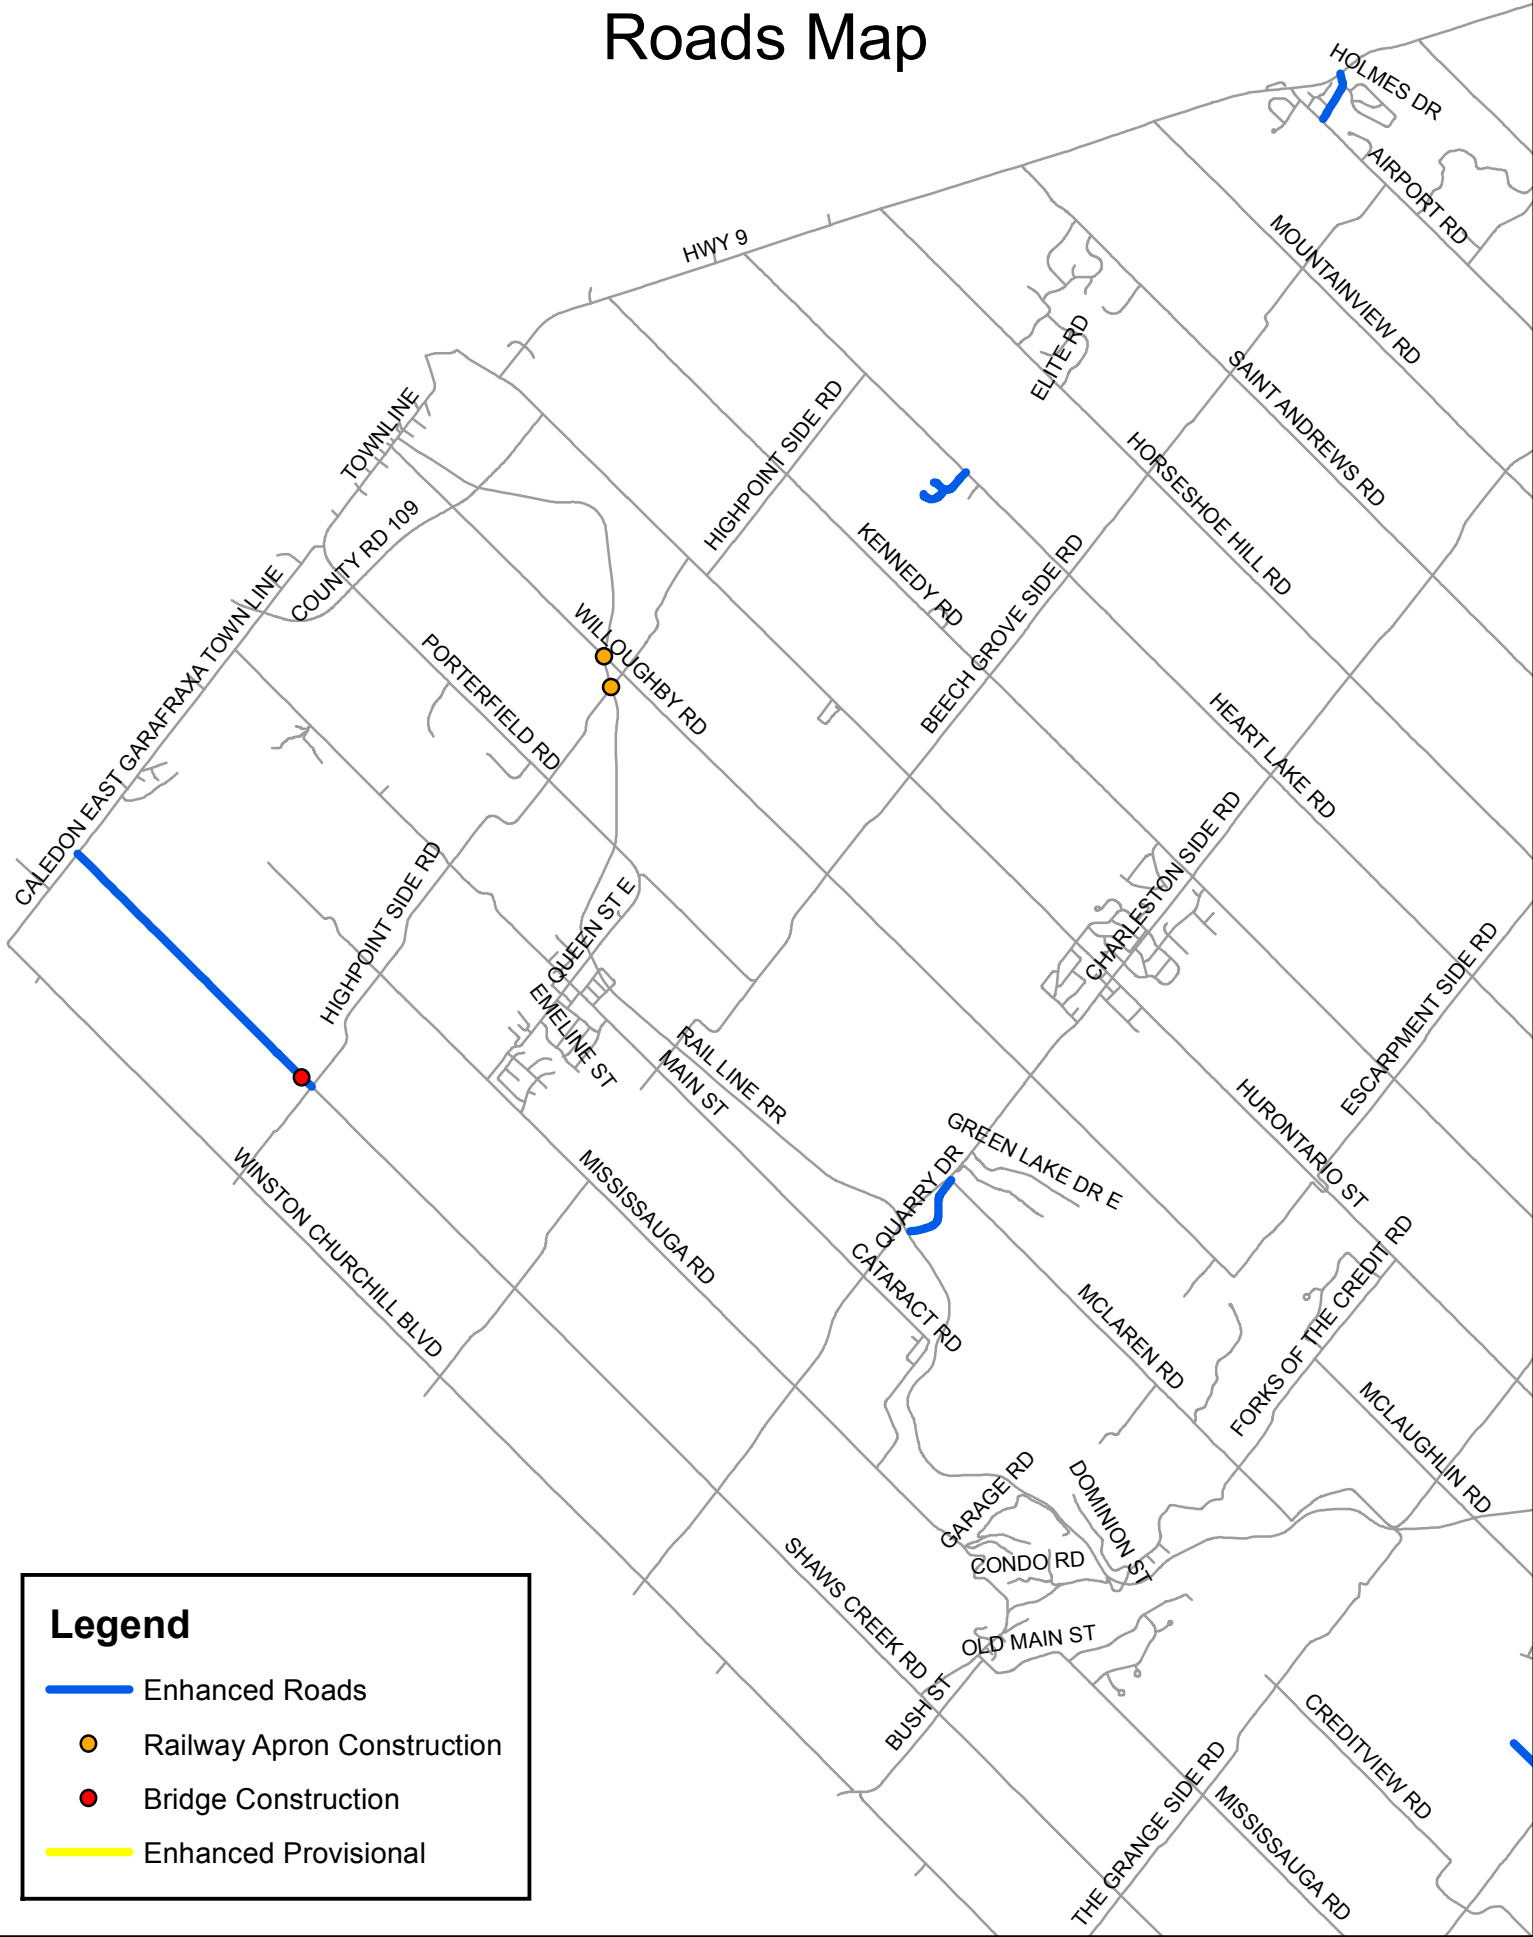 Roads Map
HOLMES DR
AIRPORT RD
HWY 9
MOUNTAINVIEW RD
ELITE RD
SAINT ANDREWS RD
TOWNLINE
HIGHPOINT SIDE RD
HORSESHOE HILL RD
COUNTY RD 109
KENNEDY RD
BEECH GROVE SIDE RD
CALEDON EAST GARAFRAXA TOWN LINE
WILLOUGHBY RD
PORTERFIELD RD
HEART LAKE RD
CHARLESTON SIDE RD
HIGHPOINT SIDE RD
QUEEN ST E
EMELINE ST
ESCARPMENT SIDE RD
RAIL LINE RR
MAIN ST
HURONTARIO ST
GREEN LAKE DR E
QUARRY DR
WINSTON CHURCHILL BLVD
MISSISSAUGA RD
CATARACT RD
FORKS OF THE CREDIT RD
MCLAREN RD
MCLAUGHLIN RD
GARAGE RD
DOMINION ST
CONDO RD
SHAWS CREEK RD
OLD MAIN ST
BUSH ST
CREDITVIEW RD
THE GRANGE SIDE RD
MISSISSAUGA RD
Legend
Enhanced Roads
Railway Apron Construction
Bridge Construction
Enhanced Provisional